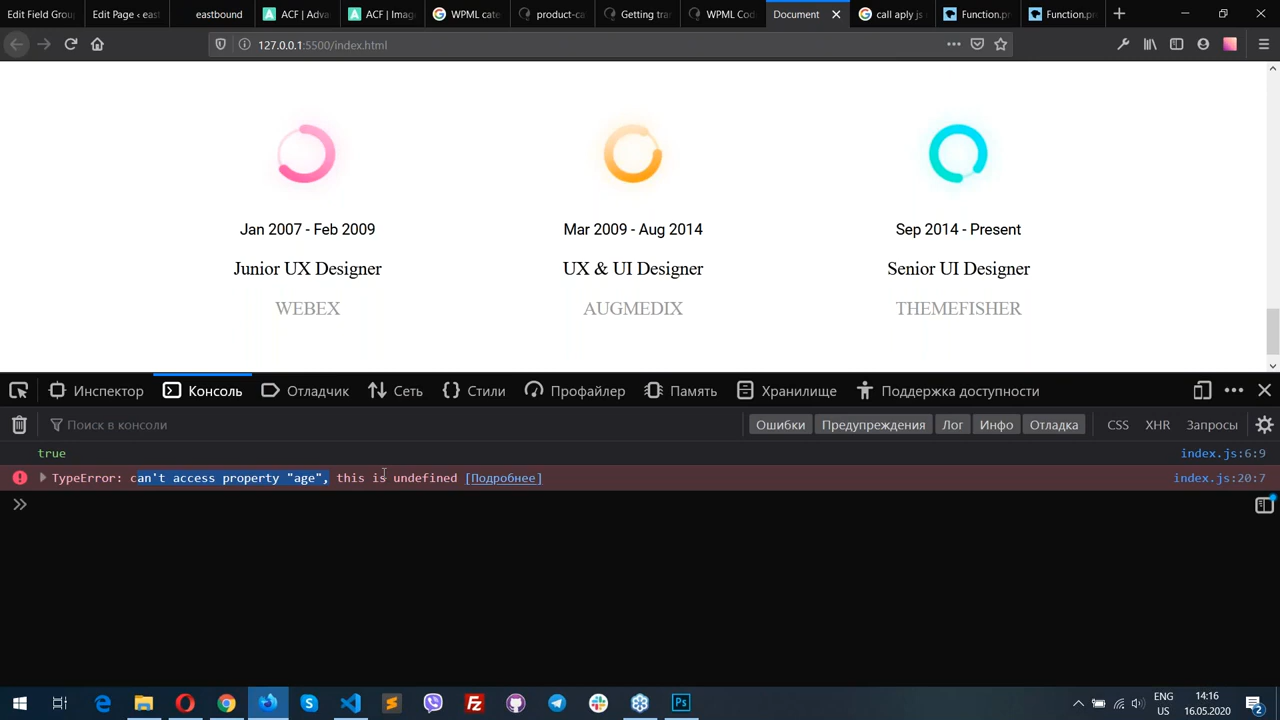 Edit Field Grou
Edit Page ‹ east
eastbound
ACF | Adva
ACF | Imag
WPML cate
product-ca
Getting tran
WPML Cod
Document
call aply js
Function.pr
Function.pr
127.0.0.1:5500/index.html
Jan 2007 - Feb 2009
Mar 2009 - Aug 2014
Sep 2014 - Present
Junior UX Designer
UX & UI Designer
Senior UI Designer
WEBEX
AUGMEDIX
THEMEFISHER
Инспектор
Консоль
Отладчик
Сеть
Стили
Профайлер
Память
Хранилище
Поддержка доступности
Поиск в консоли
Ошибки
Предупреждения
Лог
Инфо
Отладка
CSS
XHR
Запросы
true
index.js:6:9
TypeError: can't access property "age", this is undefined [Подробнее]
index.js:20:7
ENG
US
14:16
16.05.2020
2